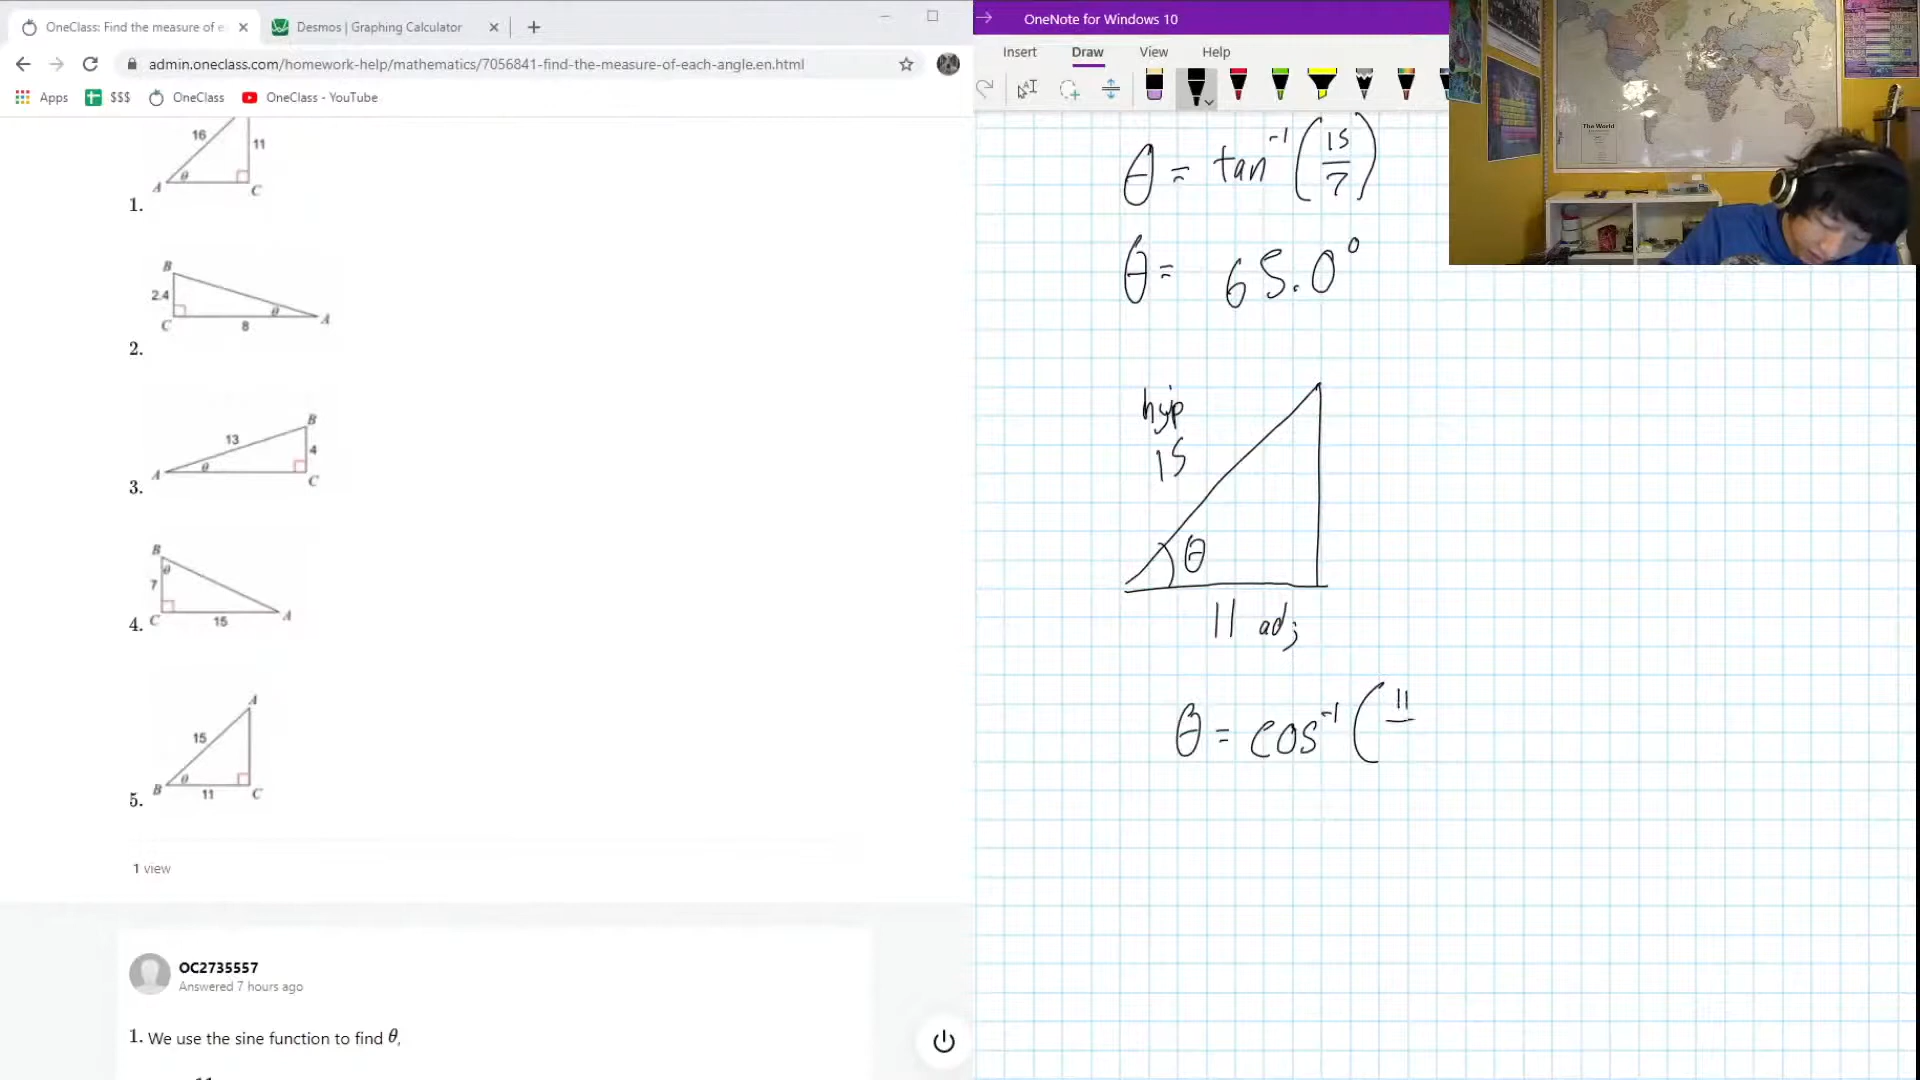 OneClass: Find the measure of e
Desmos | Graphing Calculator
admin.oneclass.com/homework-help/mathematics/7056841-find-the-measure-of-each-angle.en.html
Apps
$$$
OneClass
OneClass - YouTube
16
11
A
θ
C
1.
B
2.4
C
8
θ
A
2.
B
13
4
A
θ
C
3.
B
θ
7
C
15
A
4.
A
15
B
θ
11
C
5.
1 view
OC2735557
Answered 7 hours ago
1. We use the sine function to find θ,
11
OneNote for Windows 10
Insert
Draw
View
Help
θ = tan⁻¹ (15/7)
θ = 65.0°
hyp
15
θ
11 adj
θ = cos⁻¹ (11
The World